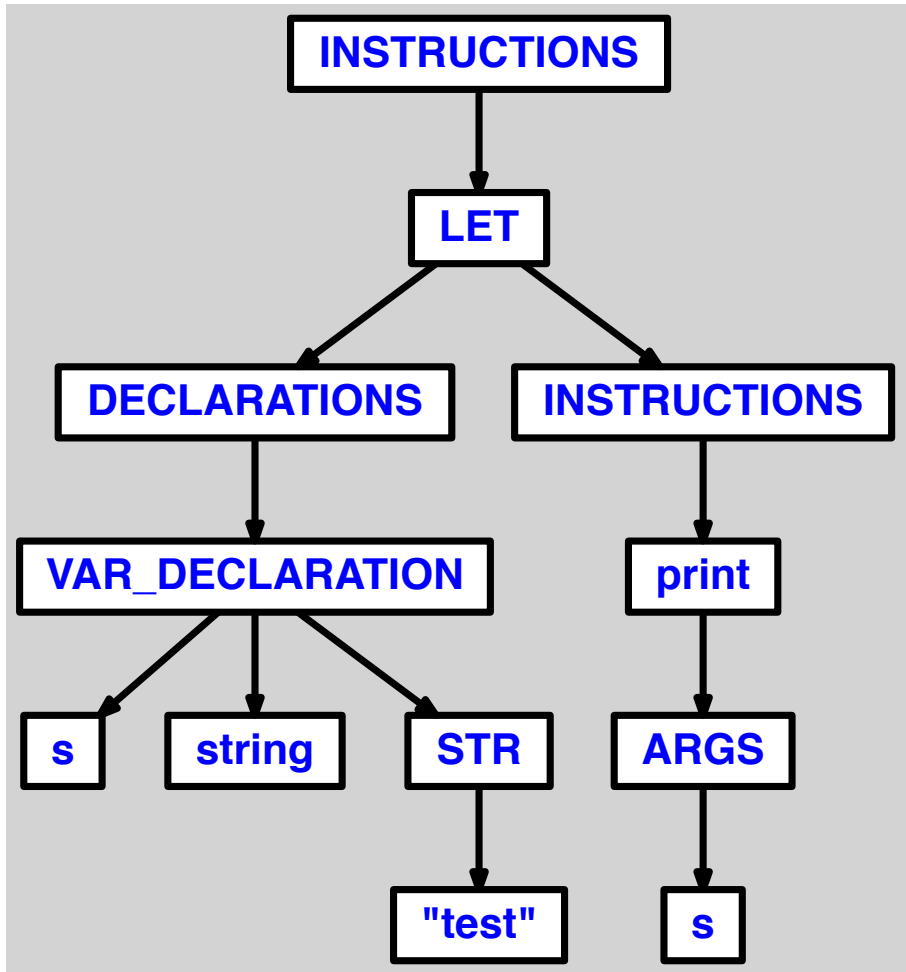 INSTRUCTIONS
LET
DECLARATIONS
INSTRUCTIONS
VAR_DECLARATION
print
s
string
STR
ARGS
"test"
s